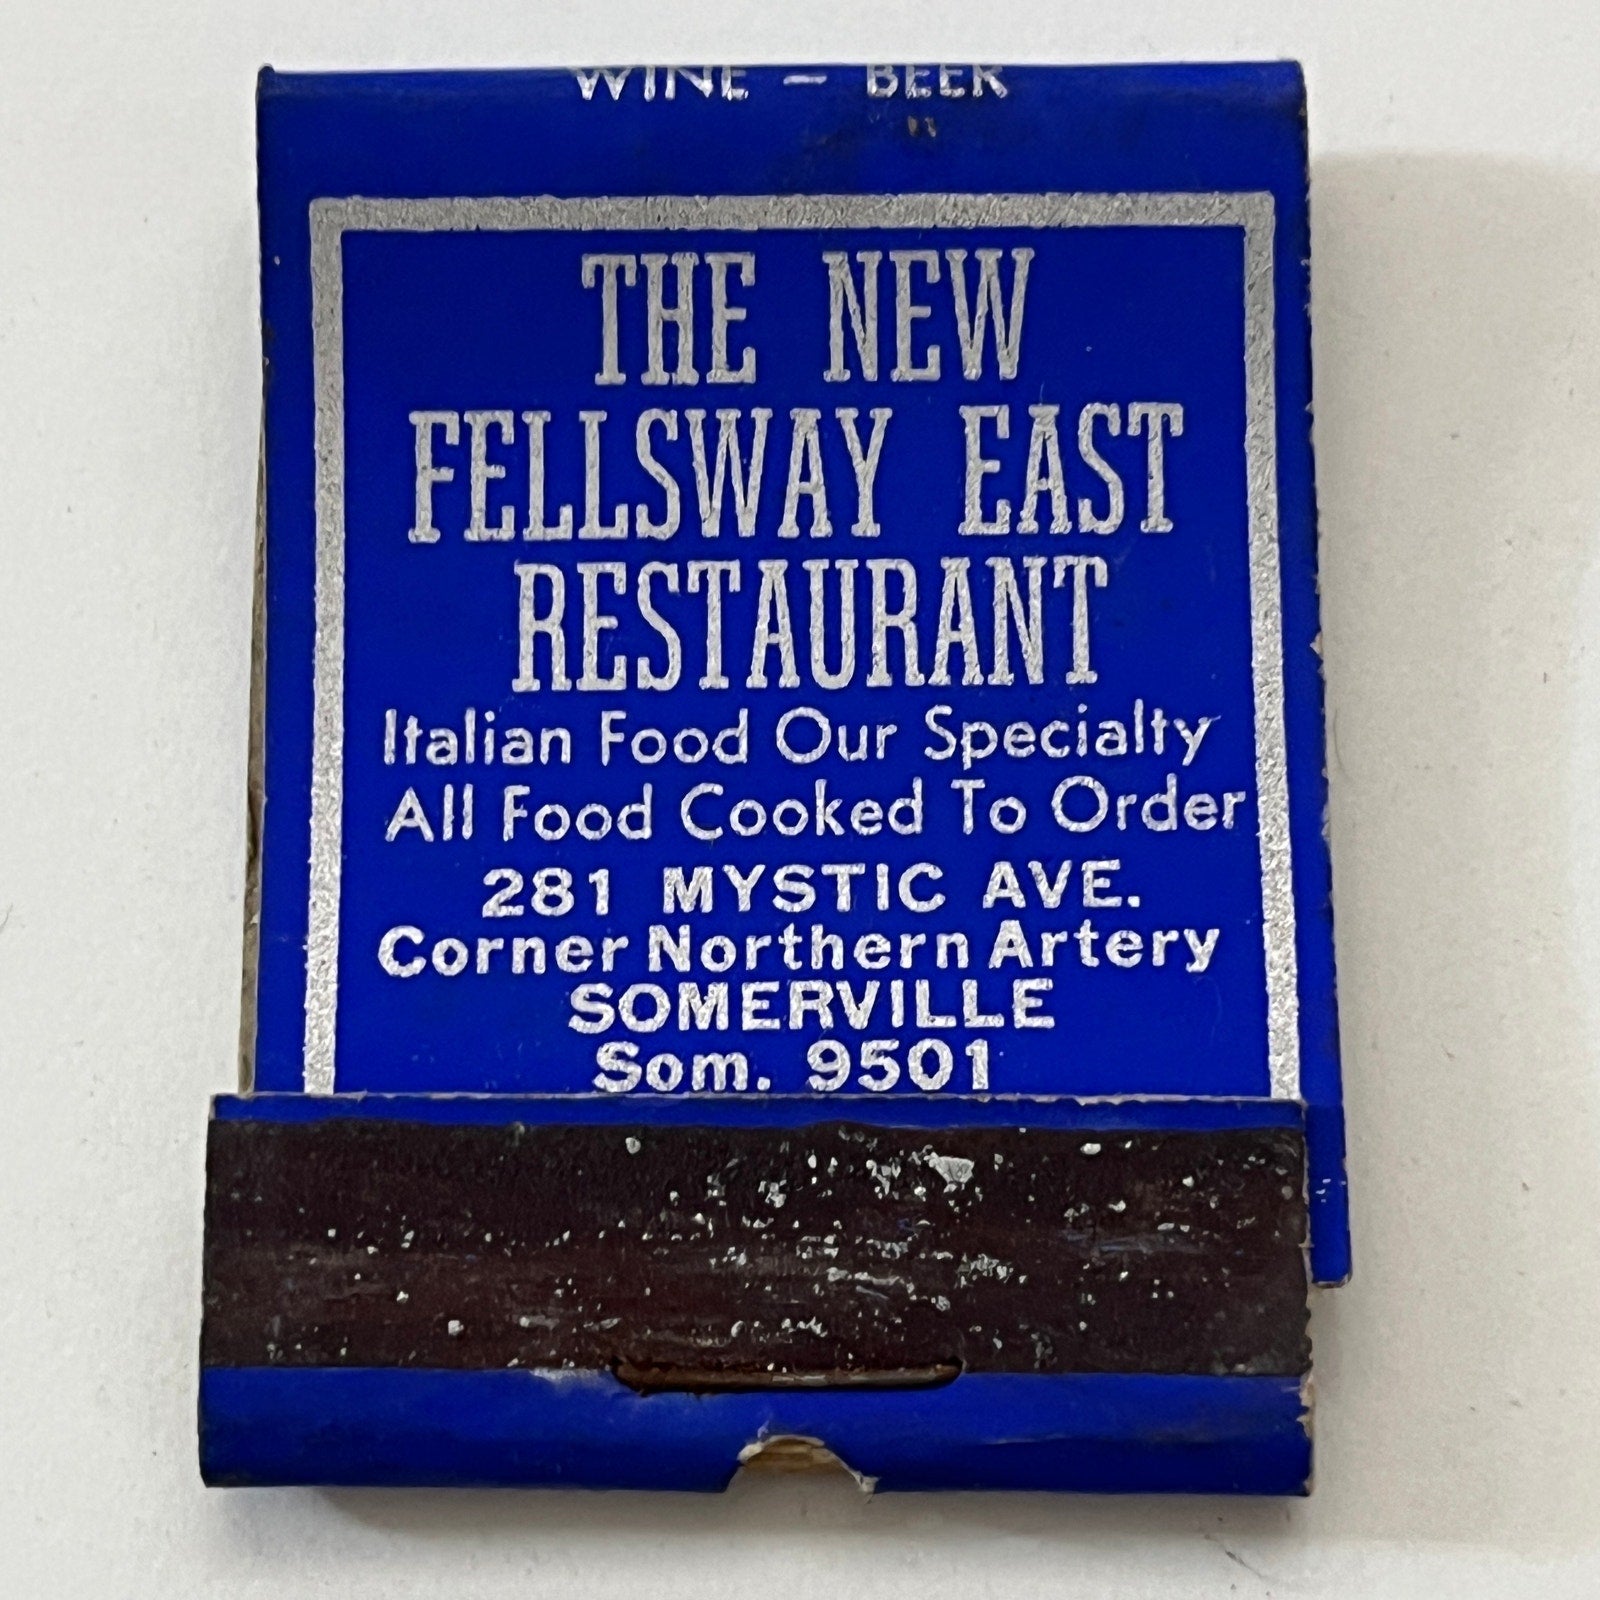 WINE — BEER
THE NEW
FELLSWAY EAST
RESTAURANT
Italian Food Our Specialty
All Food Cooked To Order
281 MYSTIC AVE.
Corner Northern Artery
SOMERVILLE
Som. 9501